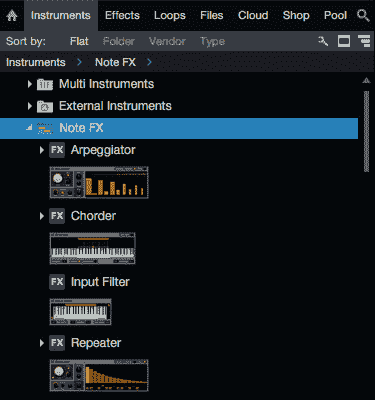 Instruments Effects Loops Files Cloud Shop Pool
Sort by: Flat Folder Vendor Type
Instruments Note FX
Multi Instruments
External Instruments
Note FX
FX Arpeggiator
FX Chorder
FX Input Filter
FX Repeater